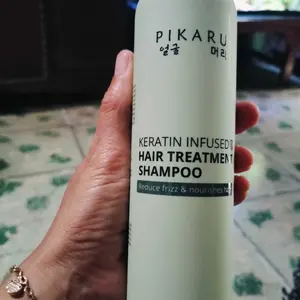 PIKARU
얼굴 머리
KERATIN INFUSED
HAIR TREATMENT
SHAMPOO
Reduce frizz & nourishes